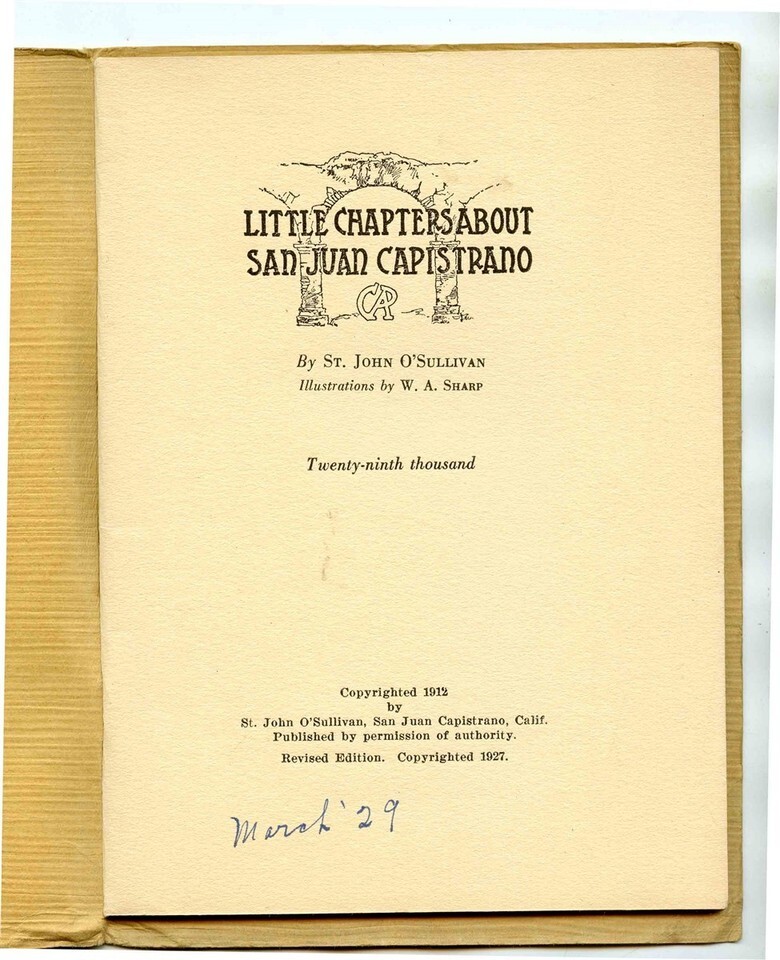 LITTLE CHAPTERS ABOUT
SAN JUAN CAPISTRANO
CAP
By St. John O'Sullivan
Illustrations by W. A. Sharp
Twenty-ninth thousand
Copyrighted 1912
by
St. John O'Sullivan, San Juan Capistrano, Calif.
Published by permission of authority.
Revised Edition. Copyrighted 1927.
March '29